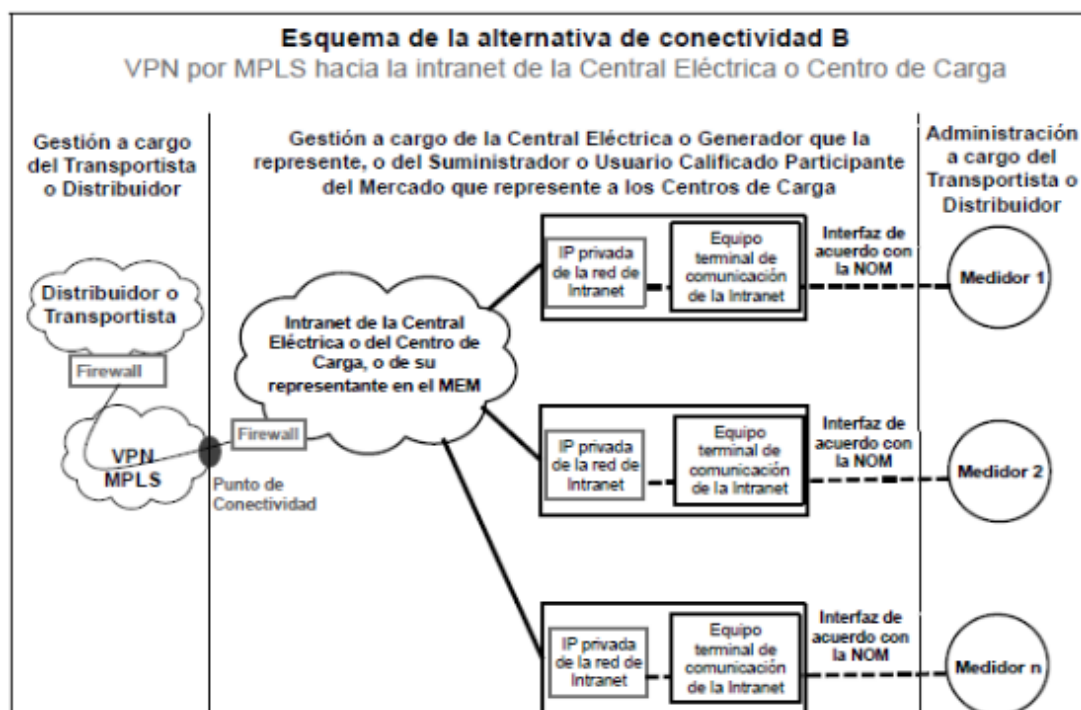 Esquema de la alternativa de conectividad B
VPN por MPLS hacia la intranet de la Central Eléctrica o Centro de Carga
Gestión a cargo
del Transportista
o Distribuidor
Gestión a cargo de la Central Eléctrica o Generador que la
represente, o del Suministrador o Usuario Calificado Participante
del Mercado que represente a los Centros de Carga
Administración
a cargo del
Transportista o
Distribuidor
Distribuidor o
Transportista
Firewall
VPN
MPLS
Punto de
Conectividad
Firewall
Intranet de la Central
Eléctrica o del Centro de
Carga, o de su
representante en el MEM
IP privada
de la red de
Intranet
Equipo
terminal de
comunicación
de la Intranet
Interfaz de
acuerdo con
la NOM
Medidor 1
IP privada
de la red de
Intranet
Equipo
terminal de
comunicación
de la Intranet
Interfaz de
acuerdo con
la NOM
Medidor 2
IP privada
de la red de
Intranet
Equipo
terminal de
comunicación
de la Intranet
Interfaz de
acuerdo con
la NOM
Medidor n